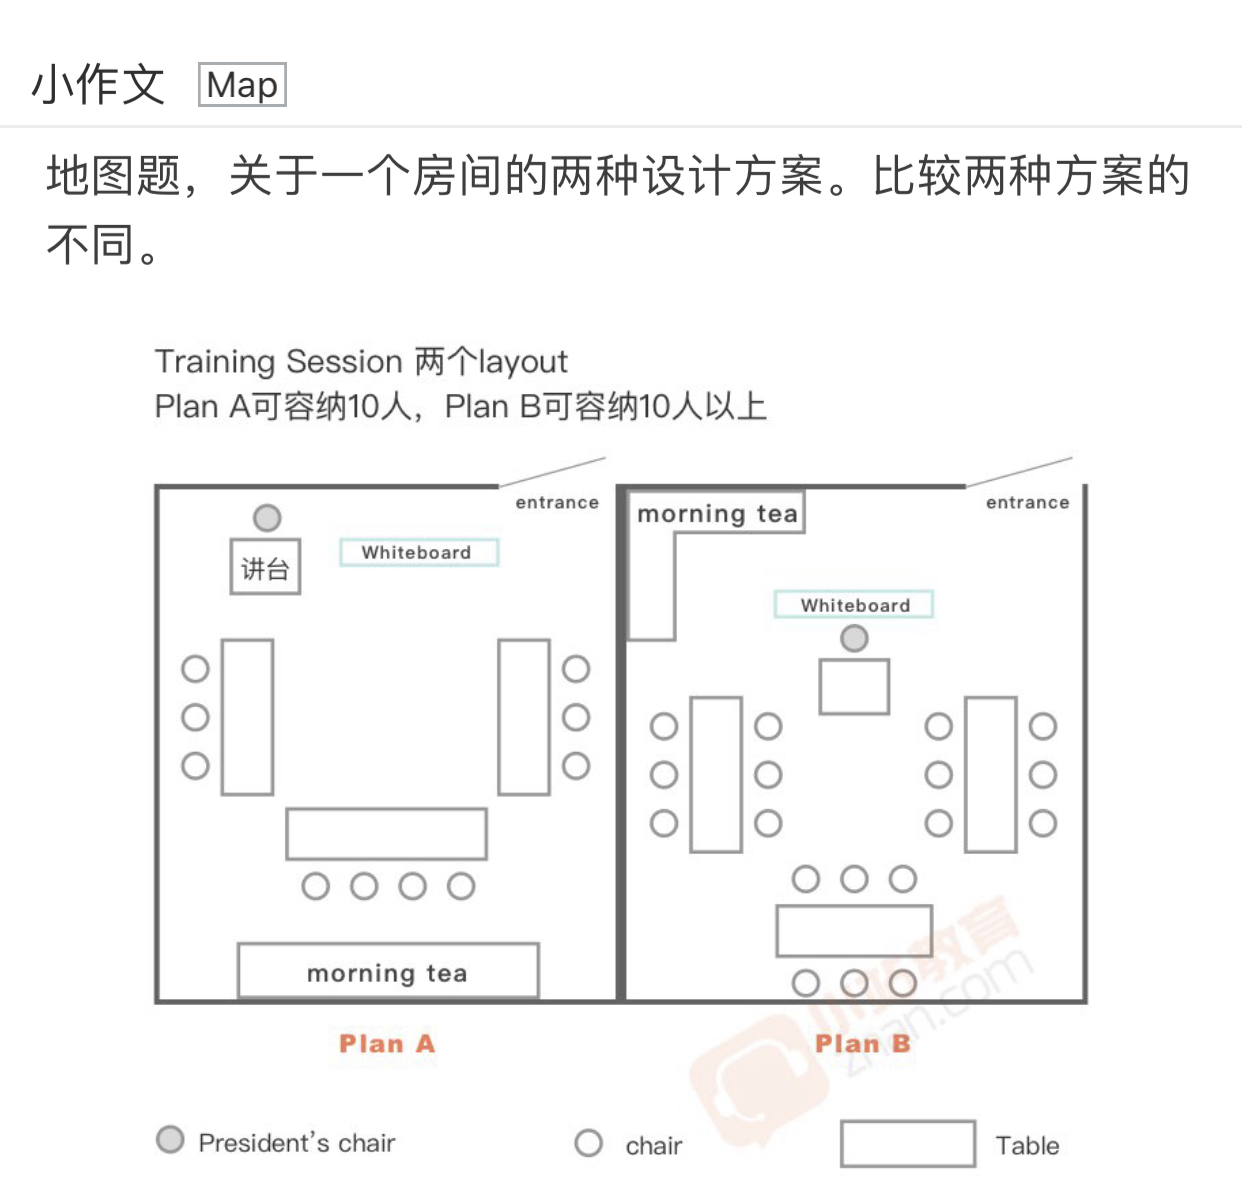 小作文 Map
地图题，关于一个房间的两种设计方案。比较两种方案的
不同。
Training Session 两个layout
Plan A可容纳10人，Plan B可容纳10人以上
entrance
讲台
Whiteboard
morning tea
Plan A
morning tea
entrance
Whiteboard
Plan B
小站教育
zhan.com
President's chair
chair
Table